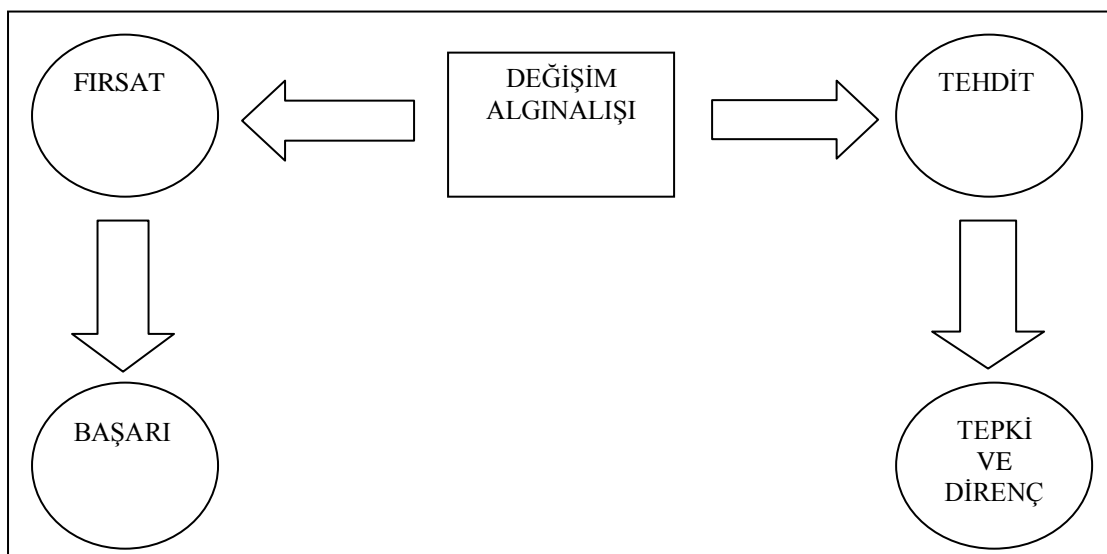 FIRSAT
DEĞİŞİM
ALGINALIŞI
TEHDİT
BAŞARI
TEPKİ
VE
DİRENÇ